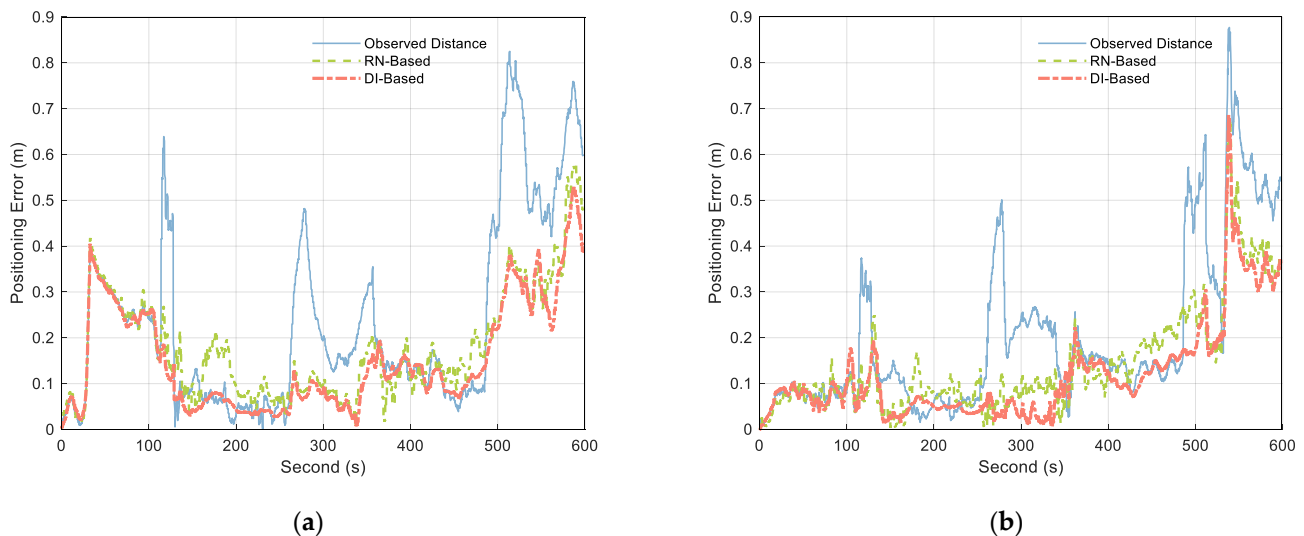 0.9
0.8
0.7
0.6
0.5
0.4
0.3
0.2
0.1
0
Positioning Error (m)
Observed Distance
RN-Based
DI-Based
0 100 200 300 400 500 600
Second (s)
(a)
0.9
0.8
0.7
0.6
0.5
0.4
0.3
0.2
0.1
0
Positioning Error (m)
Observed Distance
RN-Based
DI-Based
0 100 200 300 400 500 600
Second (s)
(b)